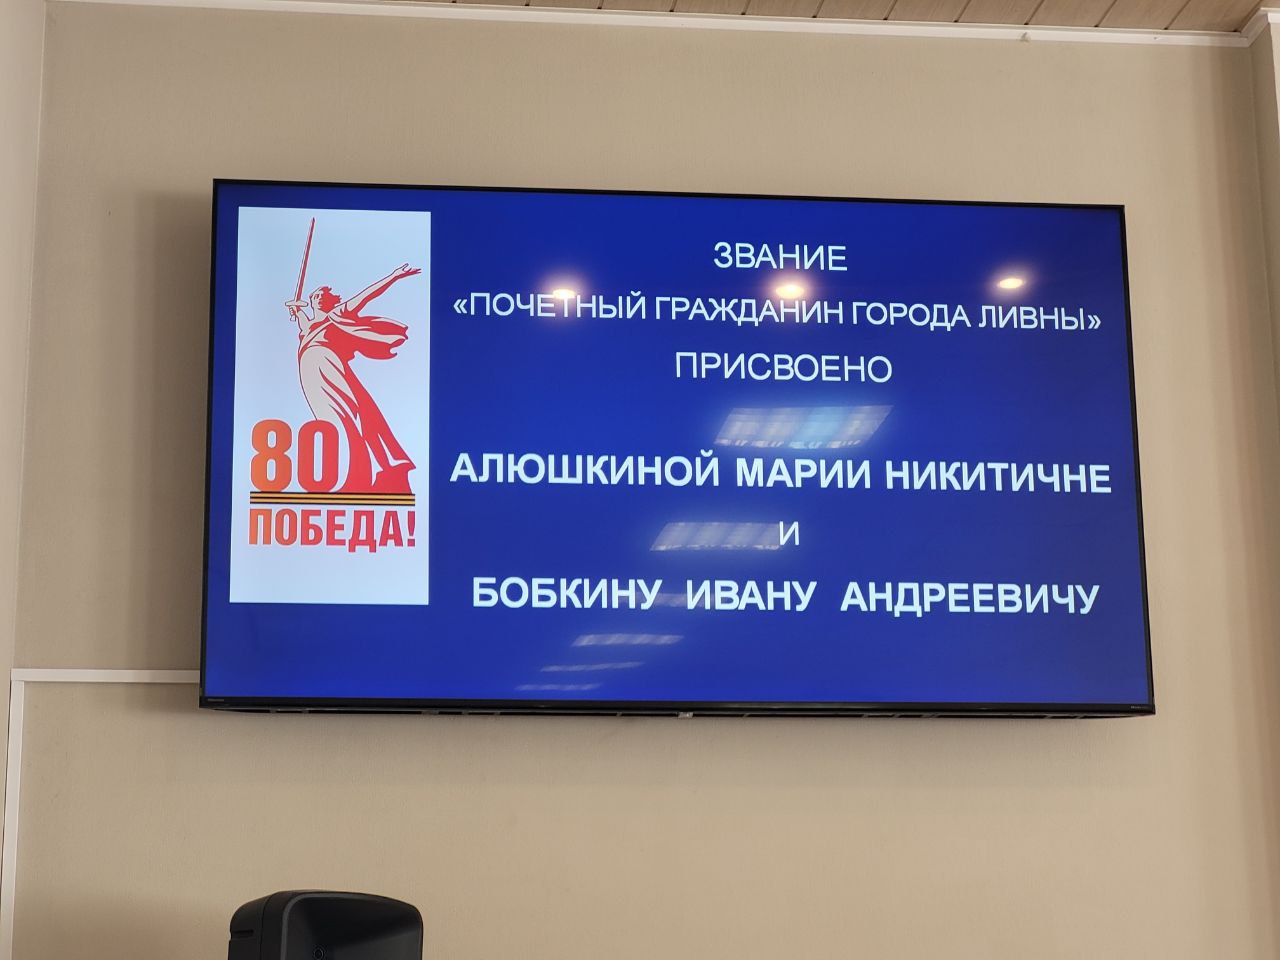 80
ПОБЕДА!
ЗВАНИЕ
«ПОЧЕТНЫЙ ГРАЖДАНИН ГОРОДА ЛИВНЫ»
ПРИСВОЕНО
АЛЮШКИНОЙ МАРИИ НИКИТИЧНЕ
И
БОБКИНУ ИВАНУ АНДРЕЕВИЧУ